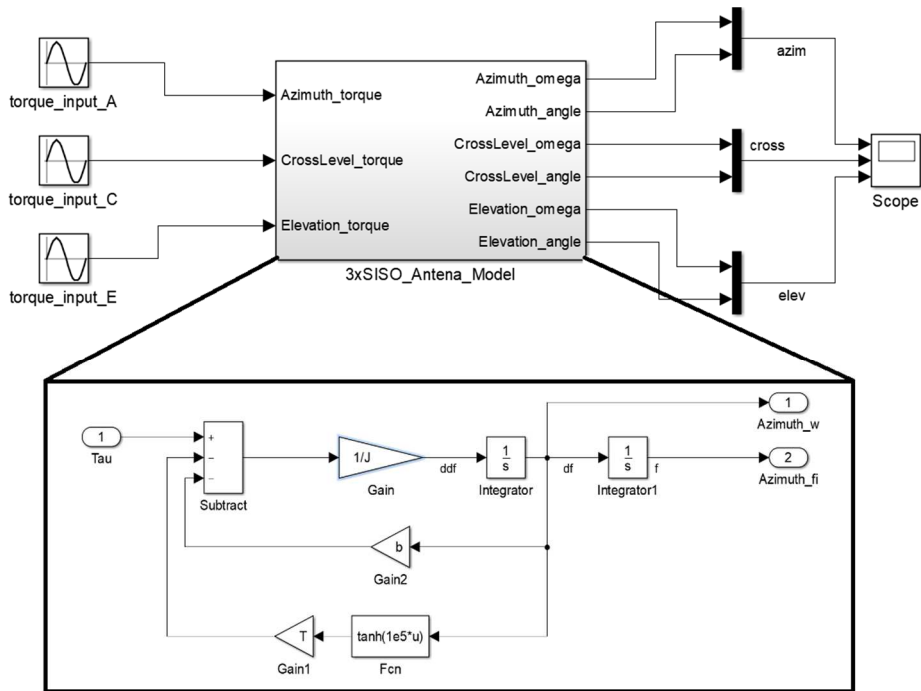 torque_input_A
torque_input_C
torque_input_E
Azimuth_torque
CrossLevel_torque
Elevation_torque
Azimuth_omega
Azimuth_angle
CrossLevel_omega
CrossLevel_angle
Elevation_omega
Elevation_angle
3xSISO_Antena_Model
azim
cross
elev
Scope
1
Tau
+
−
−
Subtract
1/J
Gain
ddf
1
s
Integrator
df
1
s
Integrator1
f
1
Azimuth_w
2
Azimuth_fi
b
Gain2
T
Gain1
tanh(1e5*u)
Fcn